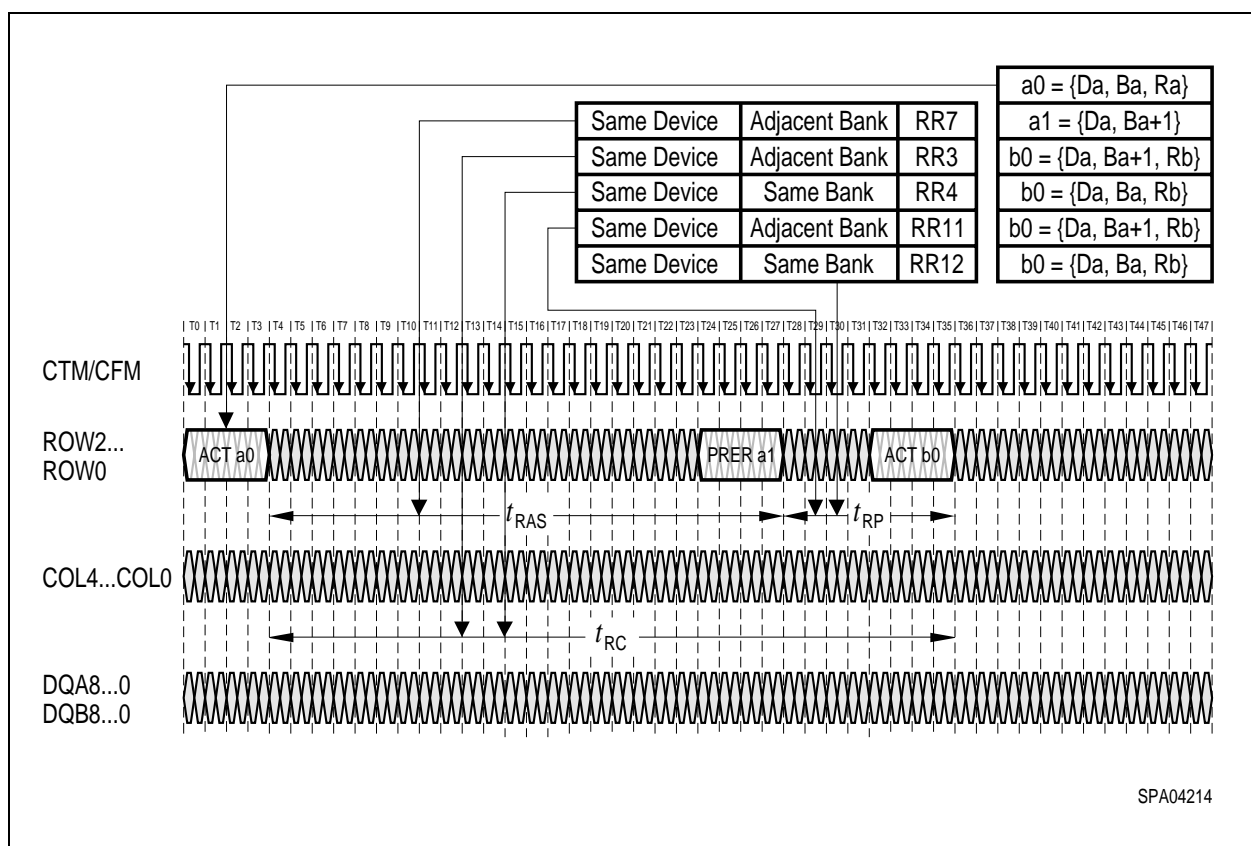 a0 = {Da, Ba, Ra}
Same Device Adjacent Bank RR7 a1 = {Da, Ba+1}
Same Device Adjacent Bank RR3 b0 = {Da, Ba+1, Rb}
Same Device Same Bank RR4 b0 = {Da, Ba, Rb}
Same Device Adjacent Bank RR11 b0 = {Da, Ba+1, Rb}
Same Device Same Bank RR12 b0 = {Da, Ba, Rb}
T0 T1 T2 T3 T4 T5 T6 T7 T8 T9 T10 T11 T12 T13 T14 T15 T16 T17 T18 T19 T20 T21 T22 T23 T24 T25 T26 T27 T28 T29 T30 T31 T32 T33 T34 T35 T36 T37 T38 T39 T40 T41 T42 T43 T44 T45 T46 T47
CTM/CFM
ROW2...
ROW0
ACT a0 PRER a1 ACT b0
tRAS tRP
COL4...COL0
tRC
DQA8...0
DQB8...0
SPA04214